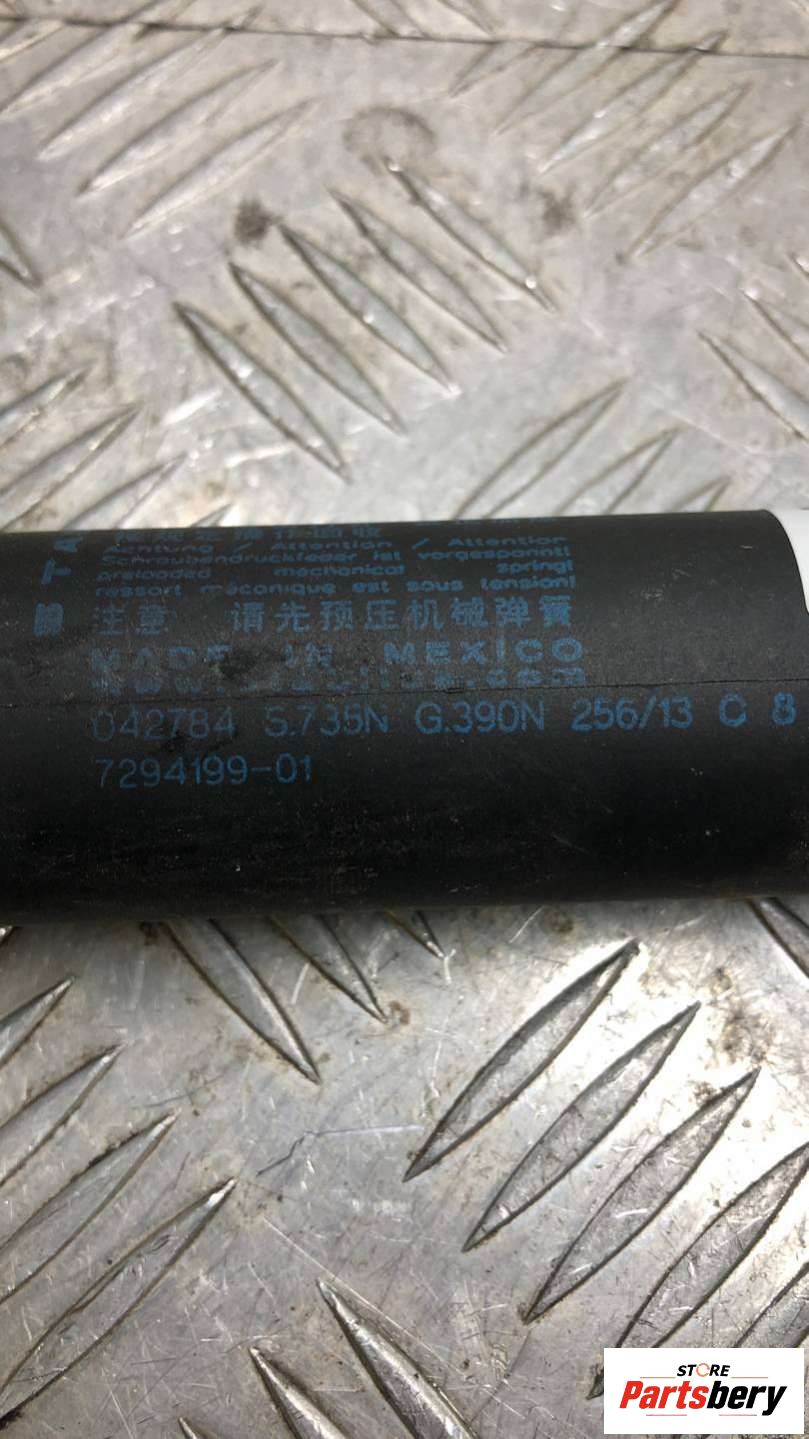 Achtung / Attention / Attention
Schraubendruckfeder ist vorgespannt!
preloaded mechanical spring!
ressort mécanique est sous tension!
注意 请先预压机械弹簧
MADE IN MEXICO
042784 S.735N G.390N 256/13 C 8
7294199-01
STORE
Partsbery